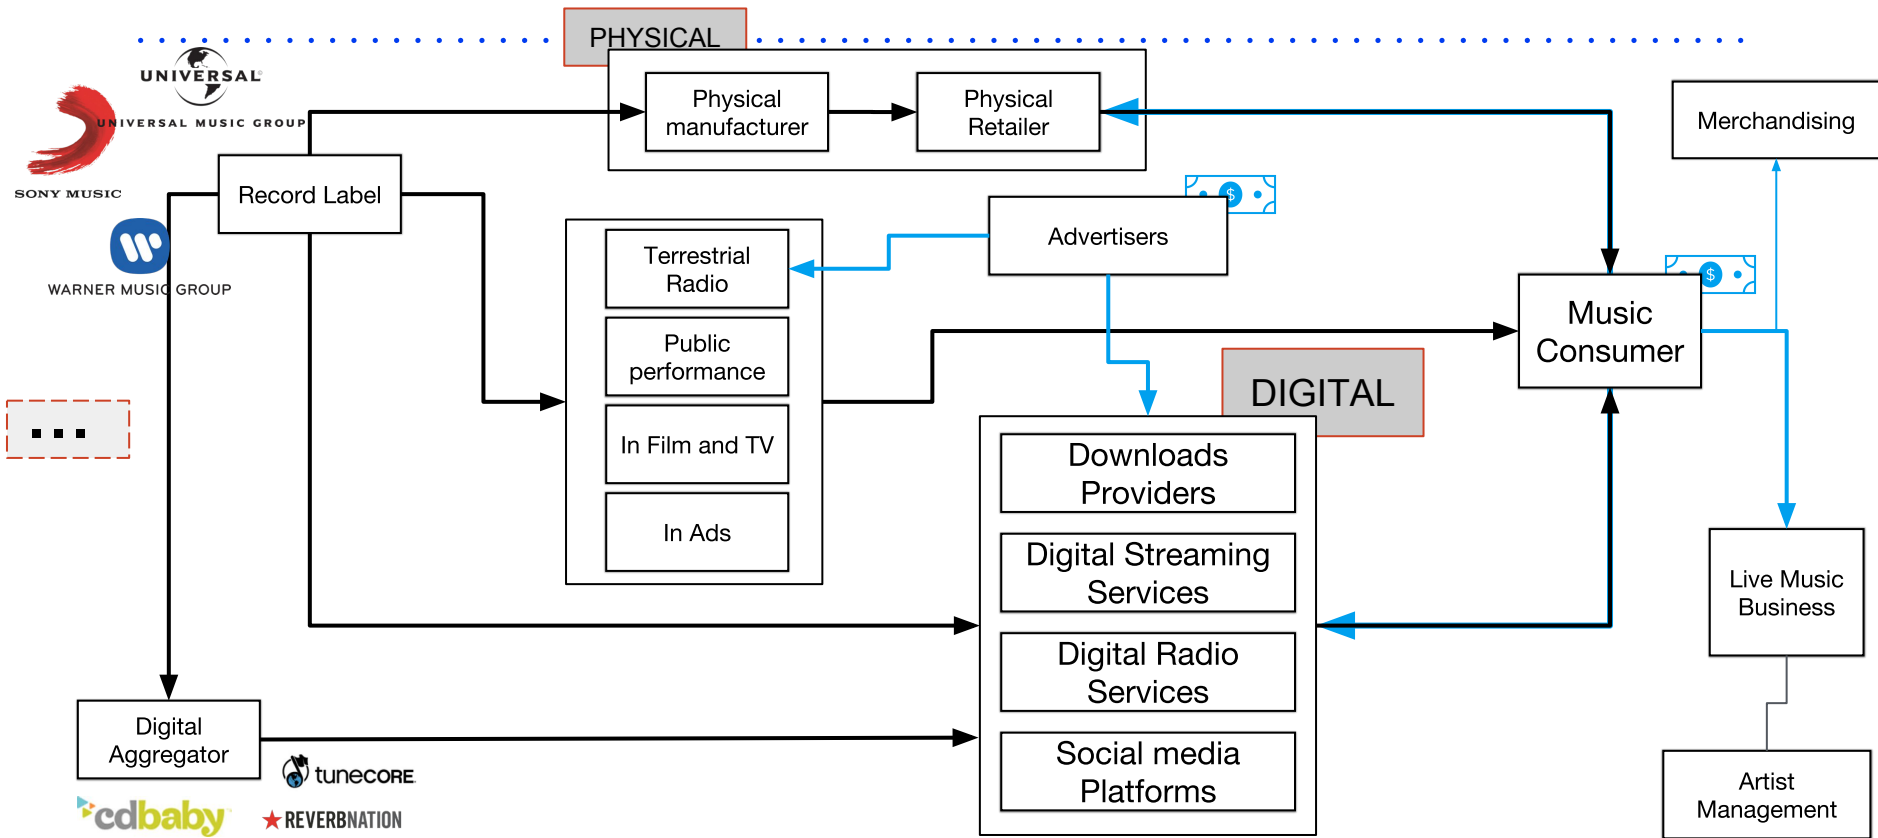 PHYSICAL
UNIVERSAL
UNIVERSAL MUSIC GROUP
SONY MUSIC
WARNER MUSIC GROUP
Record Label
Physical
manufacturer
Physical
Retailer
Merchandising
$
Advertisers
Terrestrial
Radio
Public
performance
In Film and TV
In Ads
$
Music
Consumer
DIGITAL
...
Downloads
Providers
Digital Streaming
Services
Digital Radio
Services
Social media
Platforms
Live Music
Business
Artist
Management
Digital
Aggregator
tunecore
cdbaby
REVERBNATION